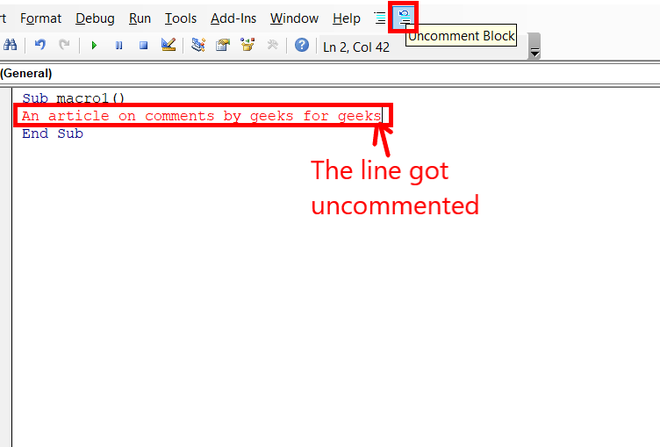 rt Format Debug Run Tools Add-Ins Window Help
Uncomment Block
Ln 2, Col 42
(General)
Sub macro1()
An article on comments by geeks for geeks
End Sub
The line got
uncommented